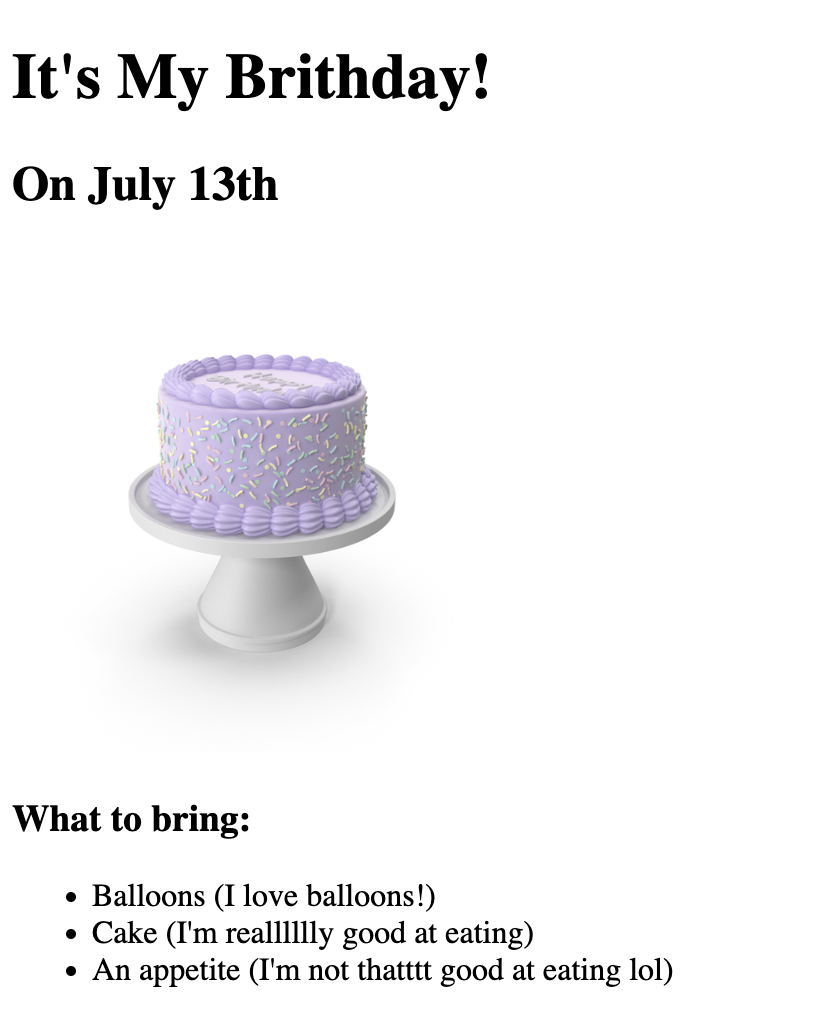 It's My Brithday!
On July 13th
What to bring:
Balloons (I love balloons!)
Cake (I'm realllllly good at eating)
An appetite (I'm not thatttt good at eating lol)